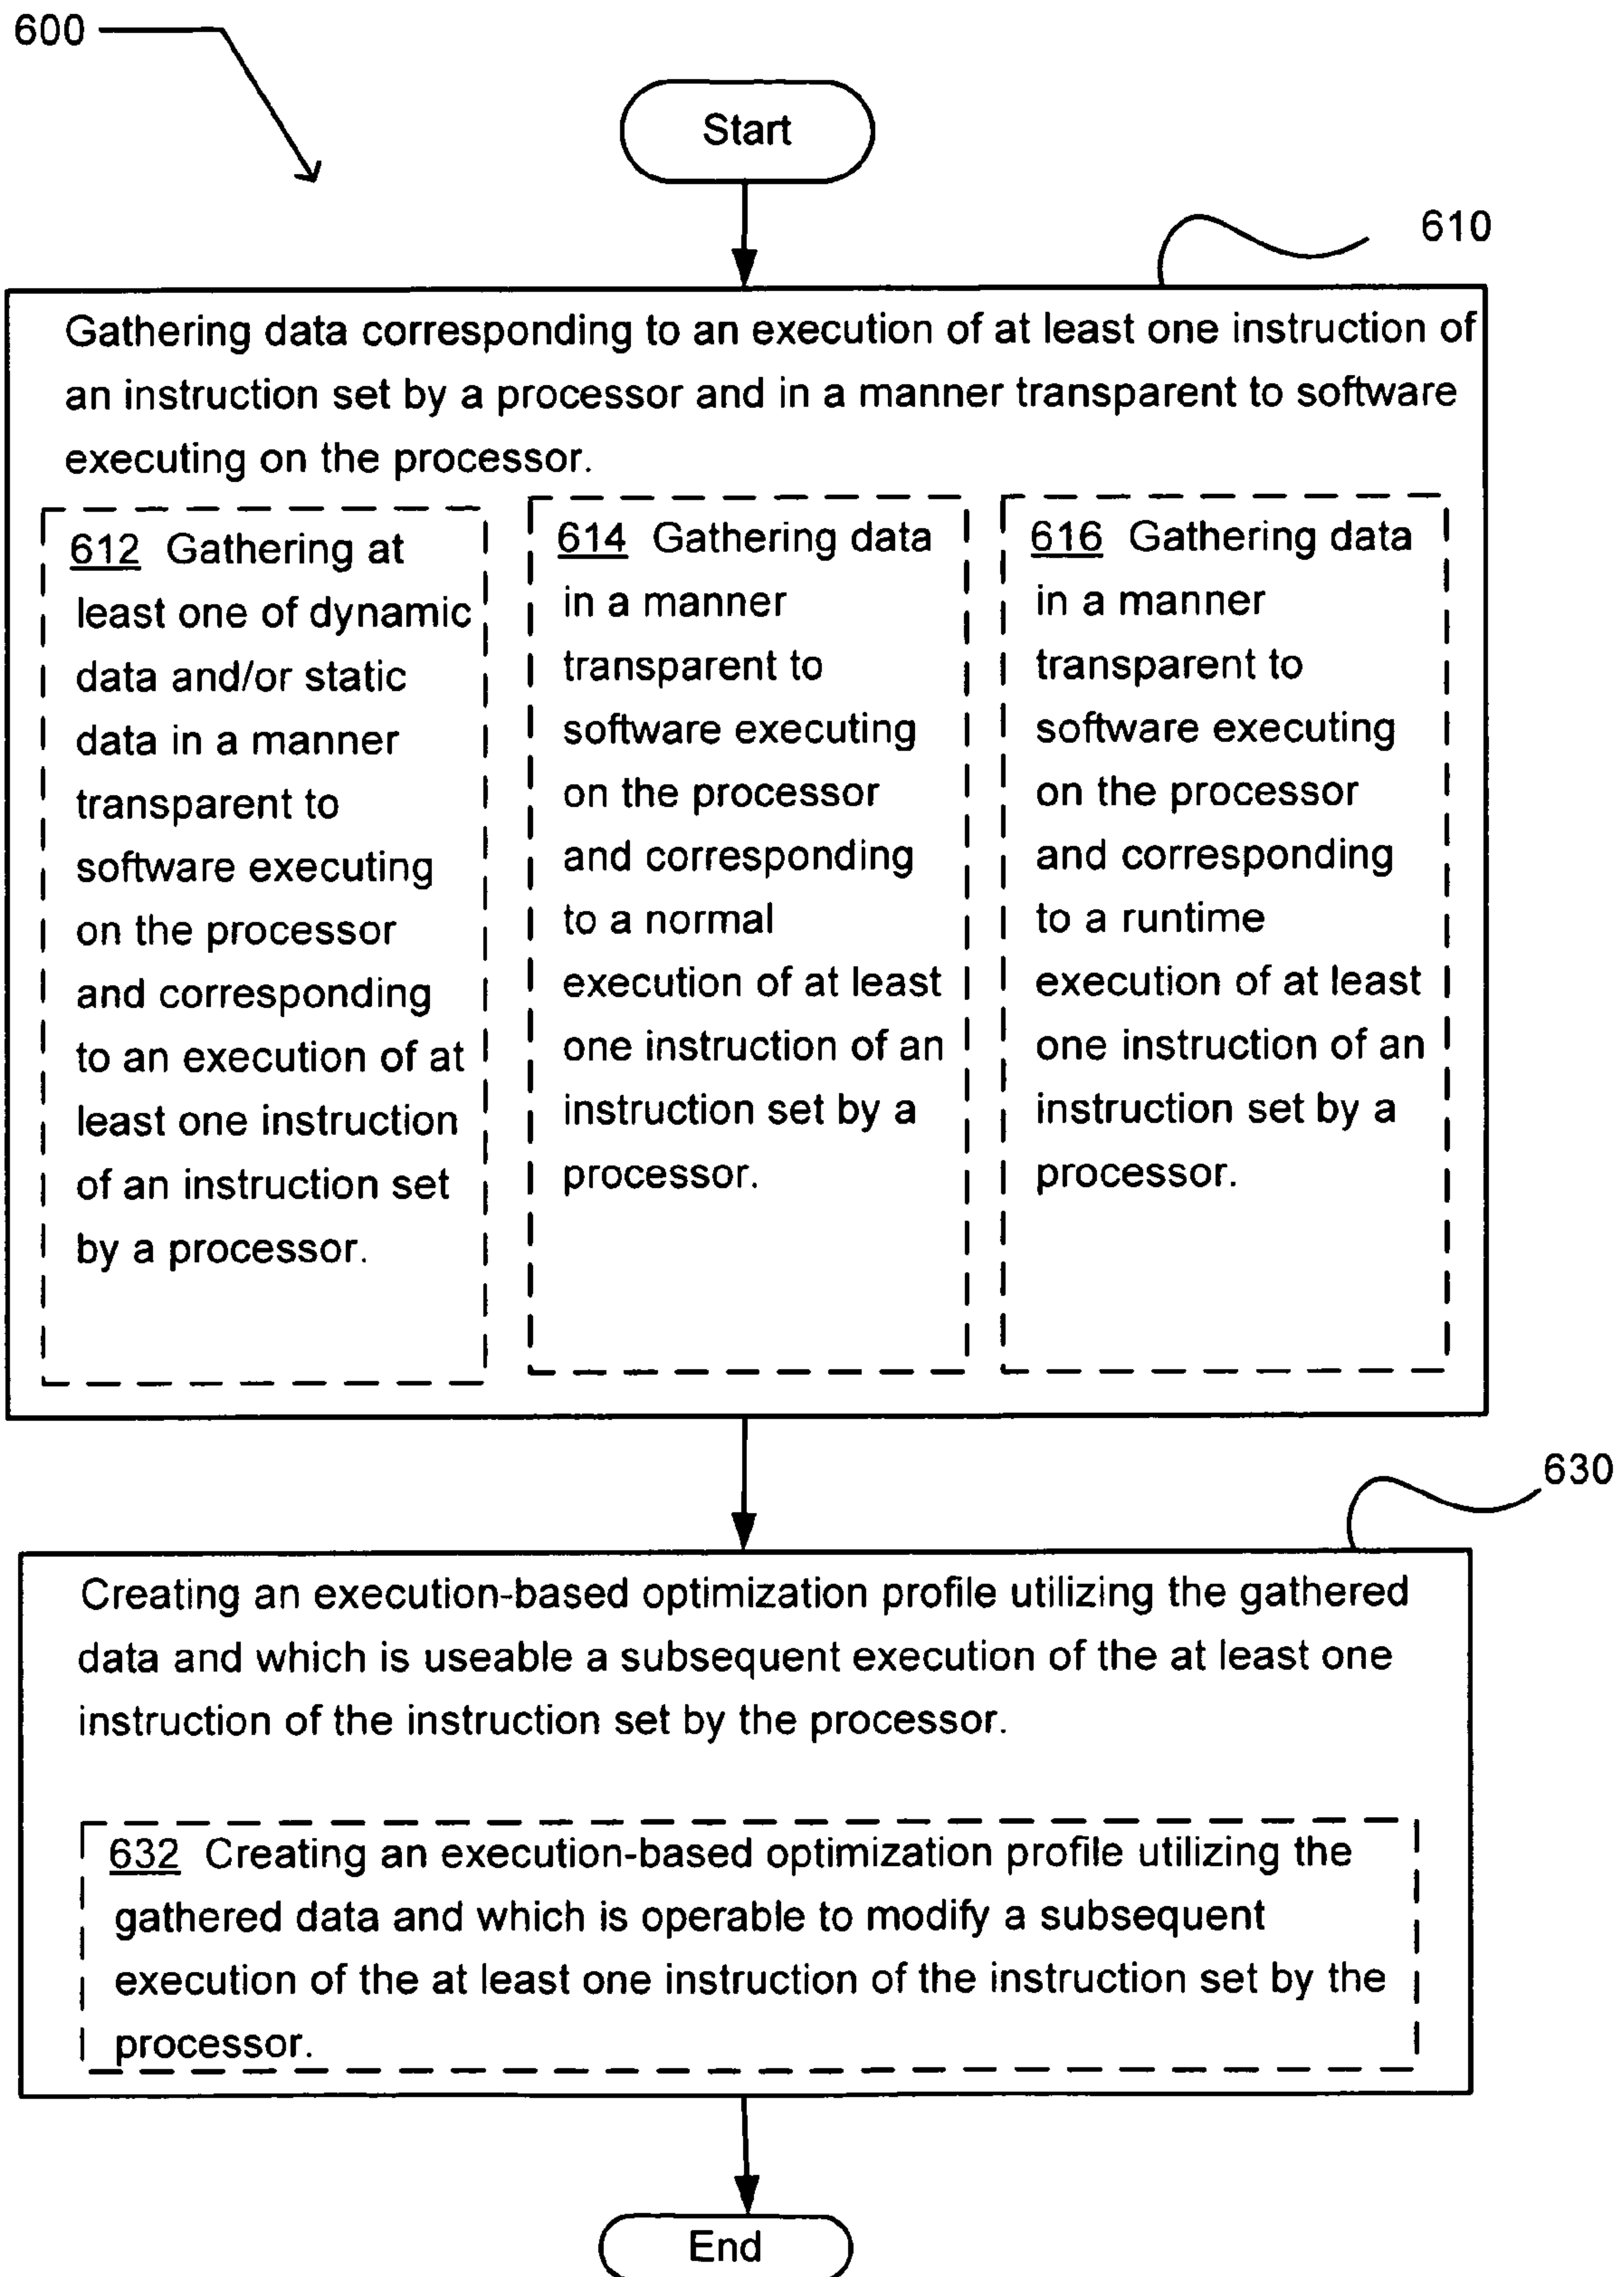 600
Start
610
Gathering data corresponding to an execution of at least one instruction of
an instruction set by a processor and in a manner transparent to software
executing on the processor.
612 Gathering at
least one of dynamic
data and/or static
data in a manner
transparent to
software executing
on the processor
and corresponding
to an execution of at
least one instruction
of an instruction set
by a processor.
614 Gathering data
in a manner
transparent to
software executing
on the processor
and corresponding
to a normal
execution of at least
one instruction of an
instruction set by a
processor.
616 Gathering data
in a manner
transparent to
software executing
on the processor
and corresponding
to a runtime
execution of at least
one instruction of an
instruction set by a
processor.
630
Creating an execution-based optimization profile utilizing the gathered
data and which is useable a subsequent execution of the at least one
instruction of the instruction set by the processor.
632 Creating an execution-based optimization profile utilizing the
gathered data and which is operable to modify a subsequent
execution of the at least one instruction of the instruction set by the
processor.
End